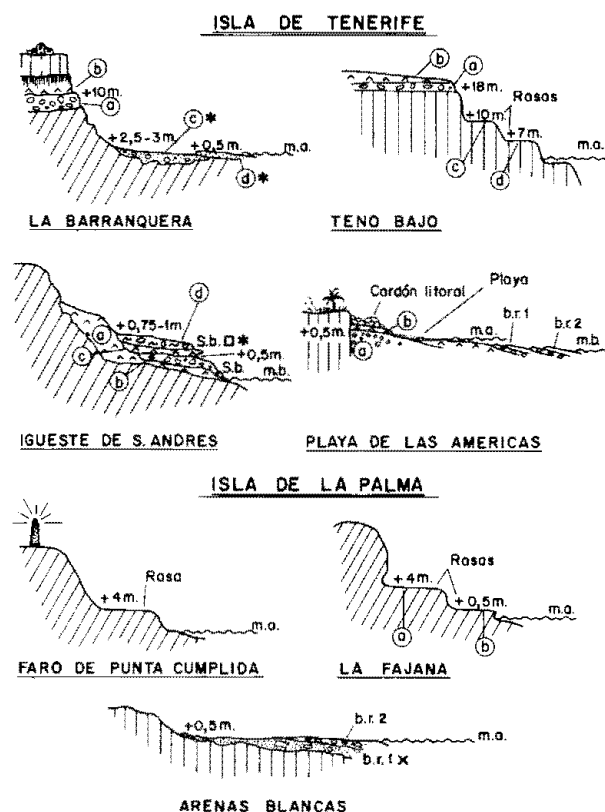 ISLA DE TENERIFE
b
+10m.
a
c *
+2,5-3m
+0,5m.
m.a.
d *
LA BARRANQUERA
b
a
+18m.
Rasas
+10m.
+7m.
m.a.
c
d
TENO BAJO
d
+0,75-1m.
a
S.b. □ *
c
+0,5m.
b
S.b.
m.b.
IGUESTE DE S. ANDRES
Cordón litoral
Playa
b
+0,5m.
m.a.
b.r.1
b.r.2
a
m.b.
PLAYA DE LAS AMERICAS
ISLA DE LA PALMA
Rasa
+4m.
m.a.
FARO DE PUNTA CUMPLIDA
Rasas
+4m.
+0,5m.
m.a.
a
b
LA FAJANA
+0,5m.
b.r.2
m.a.
b.r.1 x
ARENAS BLANCAS